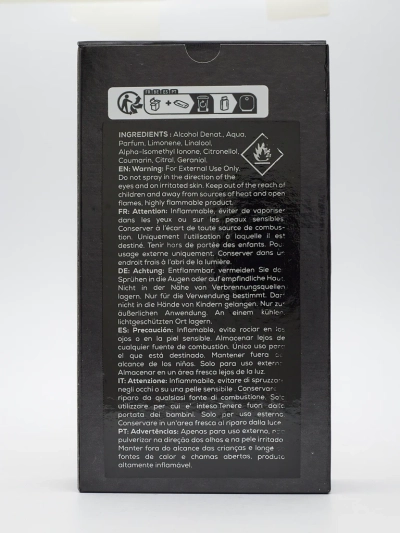 INGREDIENTS : Alcohol Denat., Aqua,
Parfum, Limonene, Linalool,
Alpha-Isomethyl Ionone, Citronellol,
Coumarin, Citral, Geraniol.
EN: Warning: For External Use Only.
Do not spray in the direction of the
eyes and on irritated skin. Keep out of the reach of
children and away from sources of heat and open
flames, highly flammable product.
FR: Attention: Inflammable, éviter de vaporiser
dans les yeux ou sur les peaux sensibles.
Conserver à l'écart de toute source de combus-
tion. Uniquement l'utilisation à laquelle il est
destiné. Tenir hors de portée des enfants. Pour
usage externe uniquement. Conserver dans un
endroit frais à l'abri de la lumière.
DE: Achtung: Entflammbar, vermeiden Sie das
Sprühen in die Augen oder auf empfindliche Haut.
Nicht in der Nähe von Verbrennungsquellen
lagern. Nur für die Verwendung bestimmt. Darf
nicht in die Hände von Kindern gelangen. Nur zur
äußerlichen Anwendung. An einem kühlen,
lichtgeschützten Ort lagern.
ES: Precaución: Inflamable, evite rociar en los
ojos o en la piel sensible. Almacenar lejos de
cualquier fuente de combustión. Único uso para
el que está destinado. Mantener fuera del
alcance de los niños. Solo para uso externo.
Almacenar en un área fresca lejos de la luz.
IT: Attenzione: Infiammabile, evitare di spruzzare
negli occhi o su una pelle sensibile . Conservare
riparo da qualsiasi fonte di combustione. Solo
utilizzare per cui e' inteso.Tenere fuori dalla
portata dei bambini. Solo per uso esterno.
Conservare in un'area fresco al riparo dalla luce
PT: Advertências: Apenas para uso externo, não
pulverizar na direção dos olhos e na pele irritada
Manter fora do alcance das crianças e longe
fontes de calor e chamas abertas, produto
altamente inflamável.